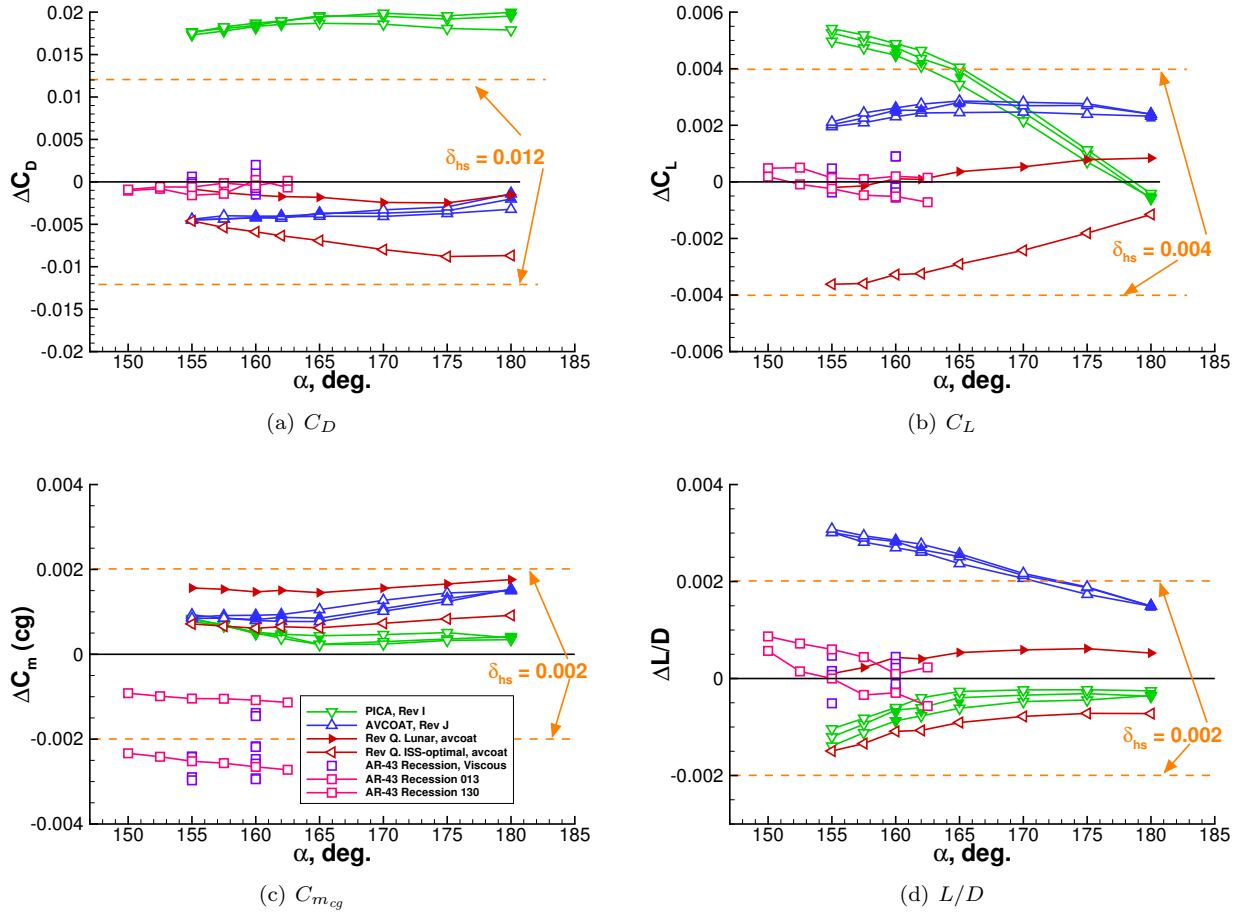 0.02
0.015
0.01
0.005
0
-0.005
-0.01
-0.015
-0.02
ΔC_D
δ_hs = 0.012
150 155 160 165 170 175 180 185
α, deg.
(a) C_D
0.006
0.004
0.002
0
-0.002
-0.004
-0.006
ΔC_L
δ_hs = 0.004
150 155 160 165 170 175 180 185
α, deg.
(b) C_L
0.004
0.002
0
-0.002
-0.004
ΔC_m (cg)
δ_hs = 0.002
PICA, Rev I
AVCOAT, Rev J
Rev Q. Lunar, avcoat
Rev Q. ISS-optimal, avcoat
AR-43 Recession, Viscous
AR-43 Recession 013
AR-43 Recession 130
150 155 160 165 170 175 180 185
α, deg.
(c) C_m_cg
0.004
0.002
0
-0.002
ΔL/D
δ_hs = 0.002
150 155 160 165 170 175 180 185
α, deg.
(d) L/D